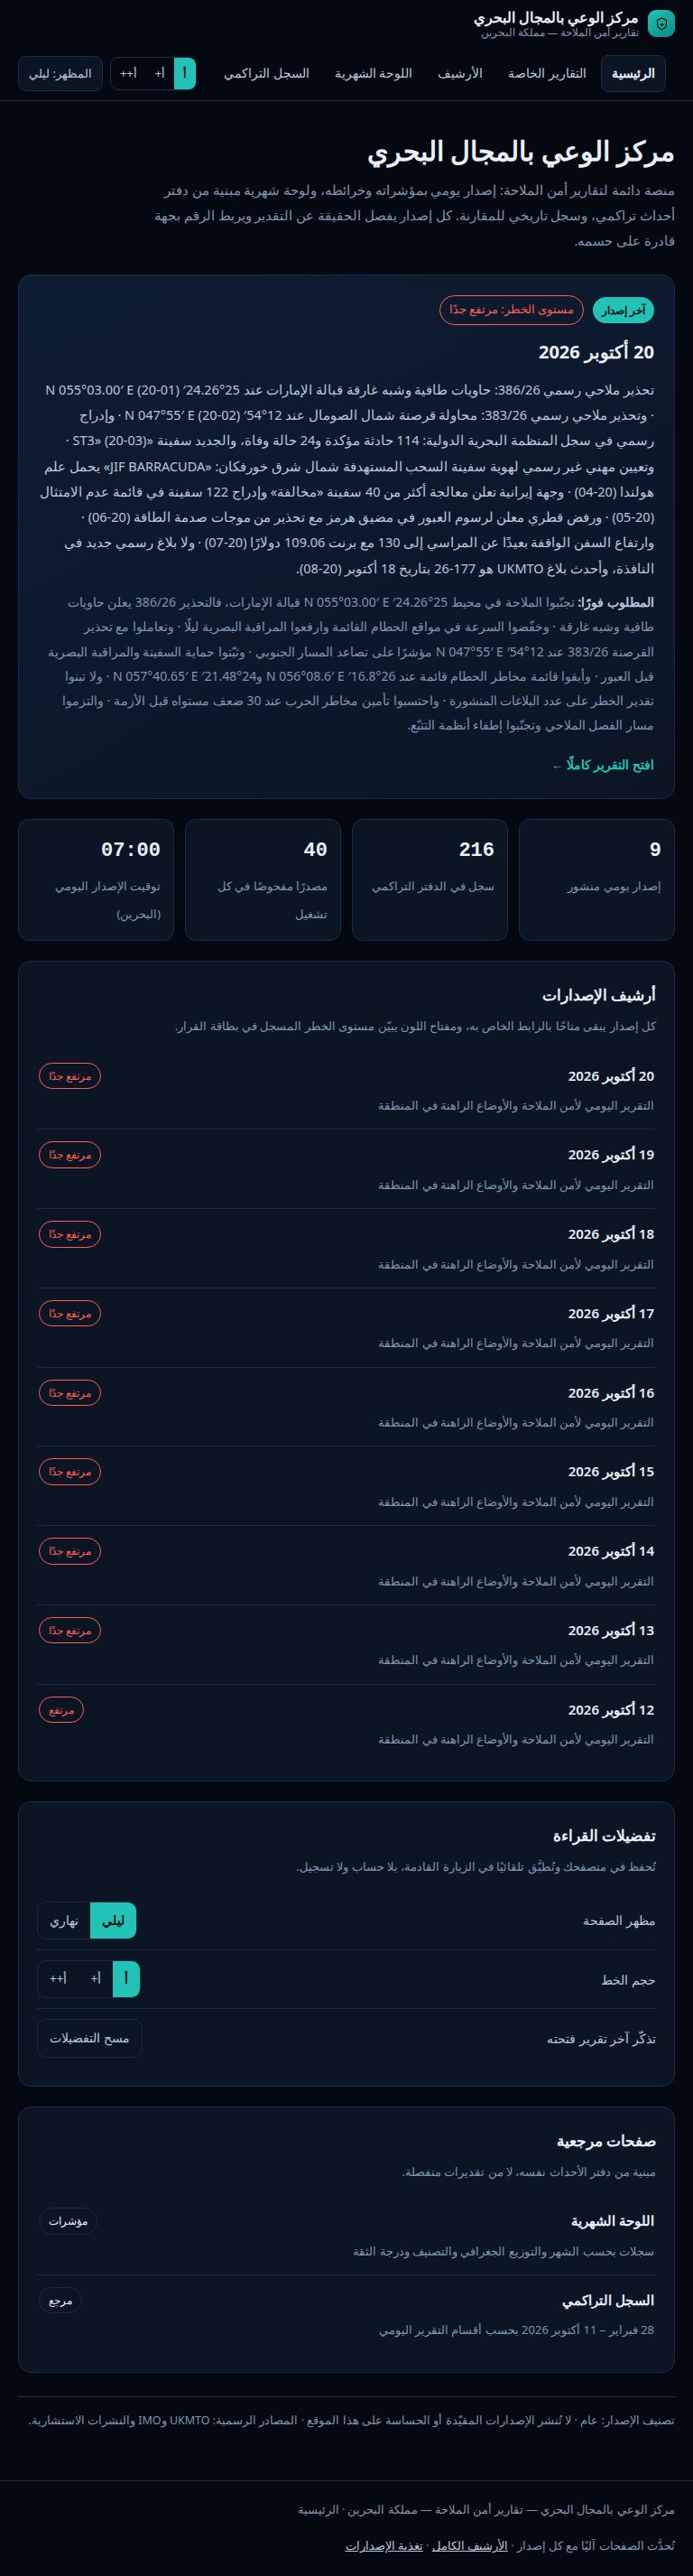 مركز الوعي بالمجال البحري
تقارير أمن الملاحة — مملكة البحرين
الرئيسية
التقارير الخاصة
الأرشيف
اللوحة الشهرية
السجل التراكمي
أ
أ+
أ++
المظهر: ليلي
مركز الوعي بالمجال البحري
منصة دائمة لتقارير أمن الملاحة: إصدار يومي بمؤشراته وخرائطه، ولوحة شهرية مبنية من دفتر
أحداث تراكمي، وسجل تاريخي للمقارنة. كل إصدار يفصل الحقيقة عن التقدير ويربط الرقم بجهة
قادرة على حسمه.
آخر إصدار
مستوى الخطر: مرتفع جدًا
20 أكتوبر 2026
تحذير ملاحي رسمي 386/26: حاويات طافية وشبه غارقة قبالة الإمارات عند 25°24.26′ N 055°03.00′ E (20-01)
· وتحذير ملاحي رسمي 383/26: محاولة قرصنة شمال الصومال عند 12°54′ N 047°55′ E (20-02) · وإدراج
رسمي في سجل المنظمة البحرية الدولية: 114 حادثة مؤكدة و24 حالة وفاة، والجديد سفينة «ST3» (20-03) ·
وتعيين مهني غير رسمي لهوية سفينة السحب المستهدفة شمال شرق خورفكان: «JIF BARRACUDA» يحمل علم
هولندا (20-04) · وجهة إيرانية تعلن معالجة أكثر من 40 سفينة «مخالفة» وإدراج 122 سفينة في قائمة عدم الامتثال
(20-05) · ورفض قطري معلن لرسوم العبور في مضيق هرمز مع تحذير من موجات صدمة الطاقة (20-06) ·
وارتفاع السفن الواقفة بعيدًا عن المراسي إلى 130 مع برنت 109.06 دولارًا (20-07) · ولا بلاغ رسمي جديد في
النافذة، وأحدث بلاغ UKMTO هو 177-26 بتاريخ 18 أكتوبر (20-08).
المطلوب فورًا: تجنّبوا الملاحة في محيط 25°24.26′ N 055°03.00′ E قبالة الإمارات، فالتحذير 386/26 يعلن حاويات
طافية وشبه غارقة · وخفّضوا السرعة في مواقع الحطام القائمة وارفعوا المراقبة البصرية ليلًا · وتعاملوا مع تحذير
القرصنة 383/26 عند 12°54′ N 047°55′ E مؤشرًا على تصاعد المسار الجنوبي · وثبّتوا حماية السفينة والمراقبة البصرية
قبل العبور · وأبقوا قائمة مخاطر الحطام قائمة عند 26°16.8′ N 056°08.6′ E و24°21.48′ N 057°40.65′ E · ولا تبنوا
تقدير الخطر على عدد البلاغات المنشورة · واحتسبوا تأمين مخاطر الحرب عند 30 ضعف مستواه قبل الأزمة · والتزموا
مسار الفصل الملاحي وتجنّبوا إطفاء أنظمة التتبّع.
افتح التقرير كاملًا ←
9
إصدار يومي منشور
216
سجل في الدفتر التراكمي
40
مصدرًا مفحوصًا في كل
تشغيل
07:00
توقيت الإصدار اليومي
(البحرين)
أرشيف الإصدارات
كل إصدار يبقى متاحًا بالرابط الخاص به، ومفتاح اللون يبيّن مستوى الخطر المسجل في بطاقة القرار.
20 أكتوبر 2026
مرتفع جدًا
التقرير اليومي لأمن الملاحة والأوضاع الراهنة في المنطقة
19 أكتوبر 2026
مرتفع جدًا
التقرير اليومي لأمن الملاحة والأوضاع الراهنة في المنطقة
18 أكتوبر 2026
مرتفع جدًا
التقرير اليومي لأمن الملاحة والأوضاع الراهنة في المنطقة
17 أكتوبر 2026
مرتفع جدًا
التقرير اليومي لأمن الملاحة والأوضاع الراهنة في المنطقة
16 أكتوبر 2026
مرتفع جدًا
التقرير اليومي لأمن الملاحة والأوضاع الراهنة في المنطقة
15 أكتوبر 2026
مرتفع جدًا
التقرير اليومي لأمن الملاحة والأوضاع الراهنة في المنطقة
14 أكتوبر 2026
مرتفع جدًا
التقرير اليومي لأمن الملاحة والأوضاع الراهنة في المنطقة
13 أكتوبر 2026
مرتفع جدًا
التقرير اليومي لأمن الملاحة والأوضاع الراهنة في المنطقة
12 أكتوبر 2026
مرتفع
التقرير اليومي لأمن الملاحة والأوضاع الراهنة في المنطقة
تفضيلات القراءة
تُحفظ في متصفحك وتُطبَّق تلقائيًا في الزيارة القادمة، بلا حساب ولا تسجيل.
مظهر الصفحة
ليلي
نهاري
حجم الخط
أ
أ+
أ++
تذكّر آخر تقرير فتحته
مسح التفضيلات
صفحات مرجعية
مبنية من دفتر الأحداث نفسه، لا من تقديرات منفصلة.
اللوحة الشهرية
مؤشرات
سجلات بحسب الشهر والتوزيع الجغرافي والتصنيف ودرجة الثقة
السجل التراكمي
مرجع
28 فبراير – 11 أكتوبر 2026 بحسب أقسام التقرير اليومي
تصنيف الإصدار: عام · لا تُنشر الإصدارات المقيّدة أو الحساسة على هذا الموقع · المصادر الرسمية: UKMTO وIMO والنشرات الاستشارية.
مركز الوعي بالمجال البحري — تقارير أمن الملاحة — مملكة البحرين · الرئيسية
تُحدَّث الصفحات آليًا مع كل إصدار · الأرشيف الكامل · تغذية الإصدارات